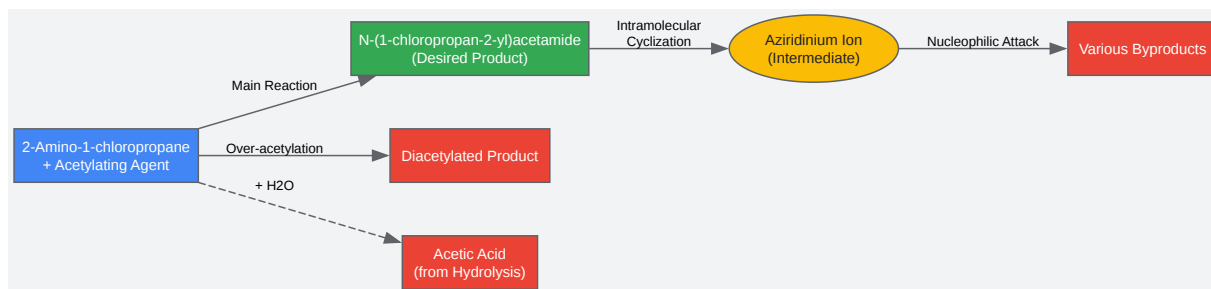 N-(1-chloropropan-2-yl)acetamide
(Desired Product)
Intramolecular
Cyclization
Aziridinium Ion
(Intermediate)
Nucleophilic Attack
Various Byproducts
Main Reaction
2-Amino-1-chloropropane
+ Acetylating Agent
Over-acetylation
Diacetylated Product
+ H2O
Acetic Acid
(from Hydrolysis)